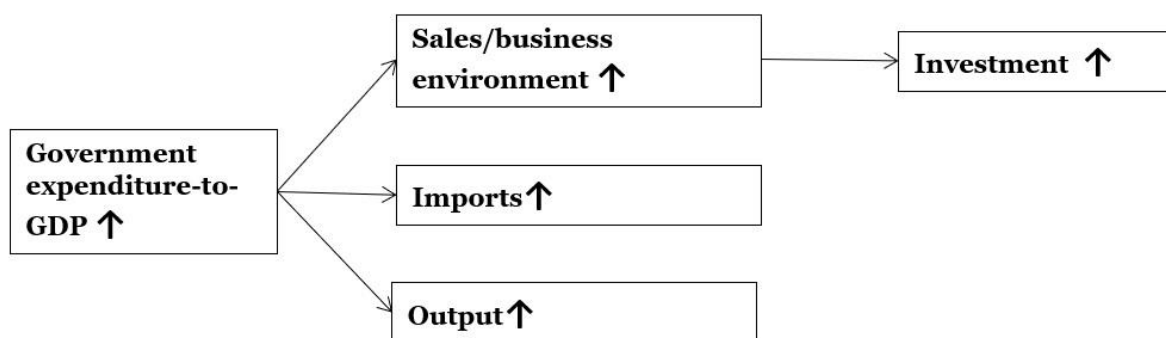 Sales/business
environment ↑
Investment ↑
Government
expenditure-to-
GDP ↑
Imports↑
Output↑